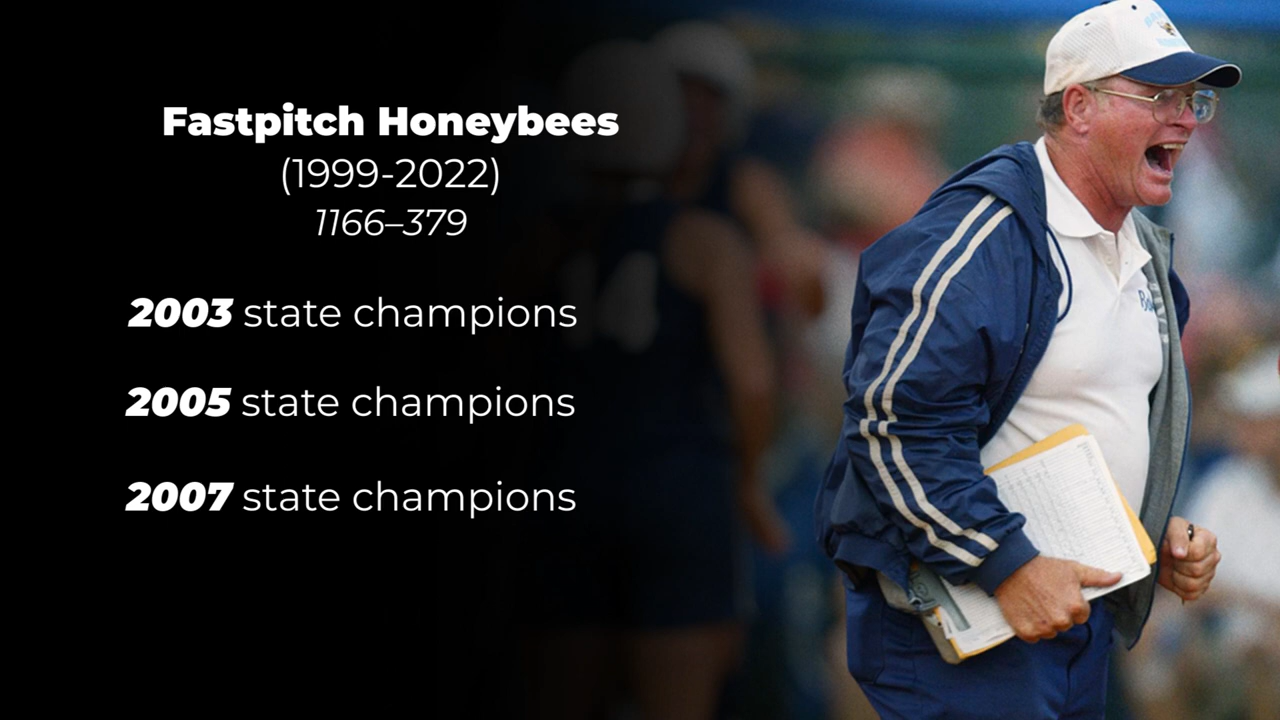 Fastpitch Honeybees
(1999-2022)
1166–379
2003 state champions
2005 state champions
2007 state champions